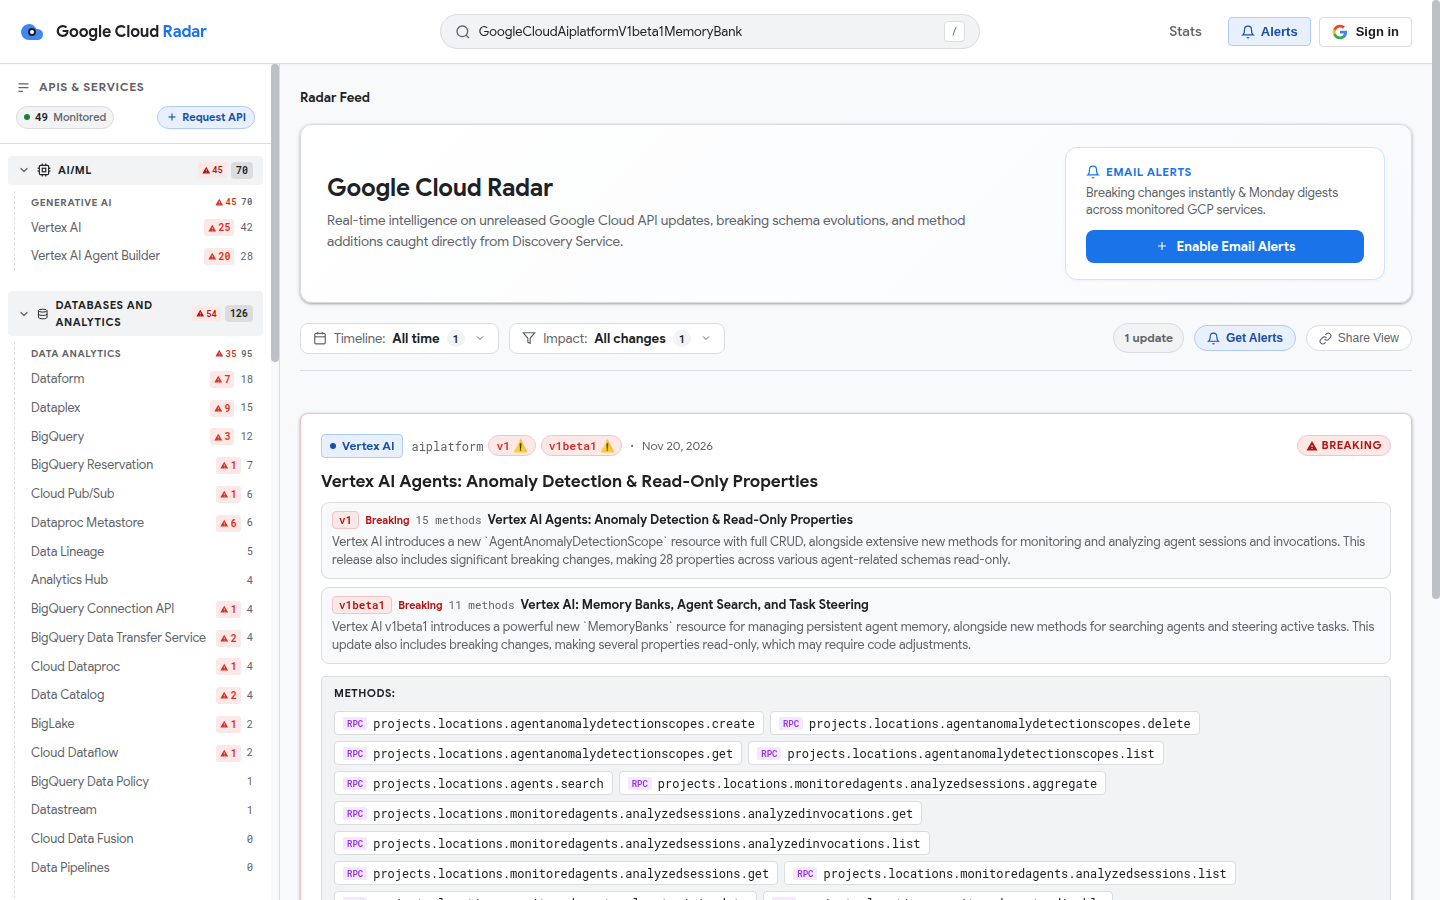 Google Cloud Radar
GoogleCloudAiplatformV1beta1MemoryBank
/
Stats
Alerts
Sign in
APIS & SERVICES
49 Monitored
+ Request API
AI/ML
45
70
GENERATIVE AI
45 70
Vertex AI
25
42
Vertex AI Agent Builder
20
28
DATABASES AND ANALYTICS
54
126
DATA ANALYTICS
35 95
Dataform
7
18
Dataplex
9
15
BigQuery
3
12
BigQuery Reservation
1
7
Cloud Pub/Sub
1
6
Dataproc Metastore
6
6
Data Lineage
5
Analytics Hub
4
BigQuery Connection API
1
4
BigQuery Data Transfer Service
2
4
Cloud Dataproc
1
4
Data Catalog
2
4
BigLake
1
2
Cloud Dataflow
1
2
BigQuery Data Policy
1
Datastream
1
Cloud Data Fusion
0
Data Pipelines
0
Radar Feed
Google Cloud Radar
Real-time intelligence on unreleased Google Cloud API updates, breaking schema evolutions, and method
additions caught directly from Discovery Service.
EMAIL ALERTS
Breaking changes instantly & Monday digests
across monitored GCP services.
+ Enable Email Alerts
Timeline: All time 1
Impact: All changes 1
1 update
Get Alerts
Share View
Vertex AI
aiplatform
v1
v1beta1
· Nov 20, 2026
BREAKING
Vertex AI Agents: Anomaly Detection & Read-Only Properties
v1 Breaking 15 methods Vertex AI Agents: Anomaly Detection & Read-Only Properties
Vertex AI introduces a new `AgentAnomalyDetectionScope` resource with full CRUD, alongside extensive new methods for monitoring and analyzing agent sessions and invocations. This
release also includes significant breaking changes, making 28 properties across various agent-related schemas read-only.
v1beta1 Breaking 11 methods Vertex AI: Memory Banks, Agent Search, and Task Steering
Vertex AI v1beta1 introduces a powerful new `MemoryBanks` resource for managing persistent agent memory, alongside new methods for searching agents and steering active tasks. This
update also includes breaking changes, making several properties read-only, which may require code adjustments.
METHODS:
RPC projects.locations.agentanomalydetectionscopes.create
RPC projects.locations.agentanomalydetectionscopes.delete
RPC projects.locations.agentanomalydetectionscopes.get
RPC projects.locations.agentanomalydetectionscopes.list
RPC projects.locations.agents.search
RPC projects.locations.monitoredagents.analyzedsessions.aggregate
RPC projects.locations.monitoredagents.analyzedsessions.analyzedinvocations.get
RPC projects.locations.monitoredagents.analyzedsessions.analyzedinvocations.list
RPC projects.locations.monitoredagents.analyzedsessions.get
RPC projects.locations.monitoredagents.analyzedsessions.list